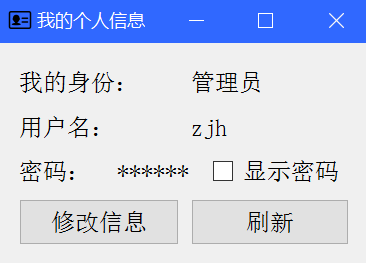 我的个人信息
我的身份： 管理员
用户名： zjh
密码： ****** 显示密码
修改信息 刷新